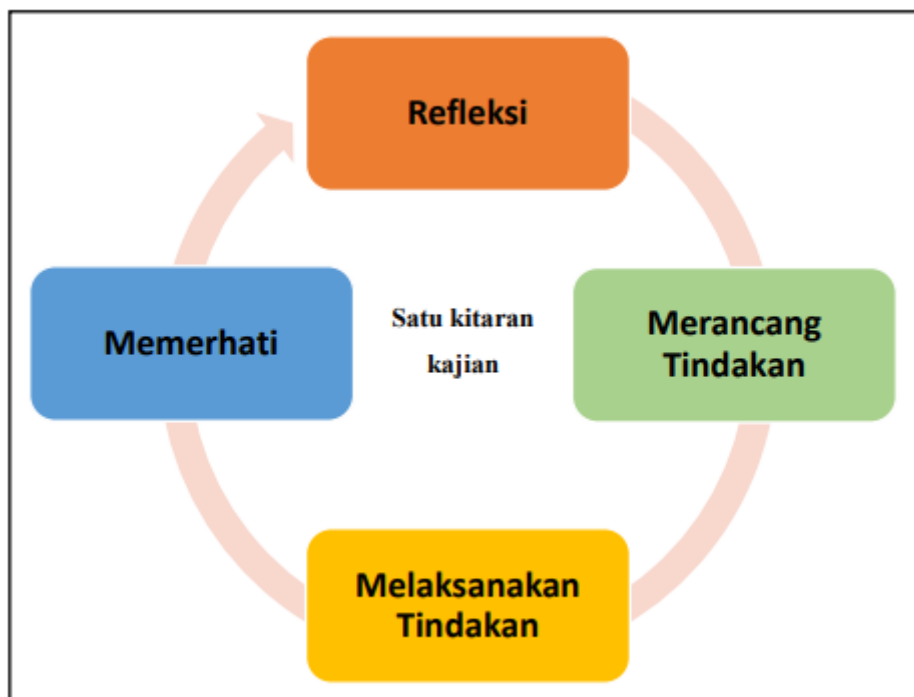 Refleksi
Memerhati
Satu kitaran
kajian
Merancang
Tindakan
Melaksanakan
Tindakan